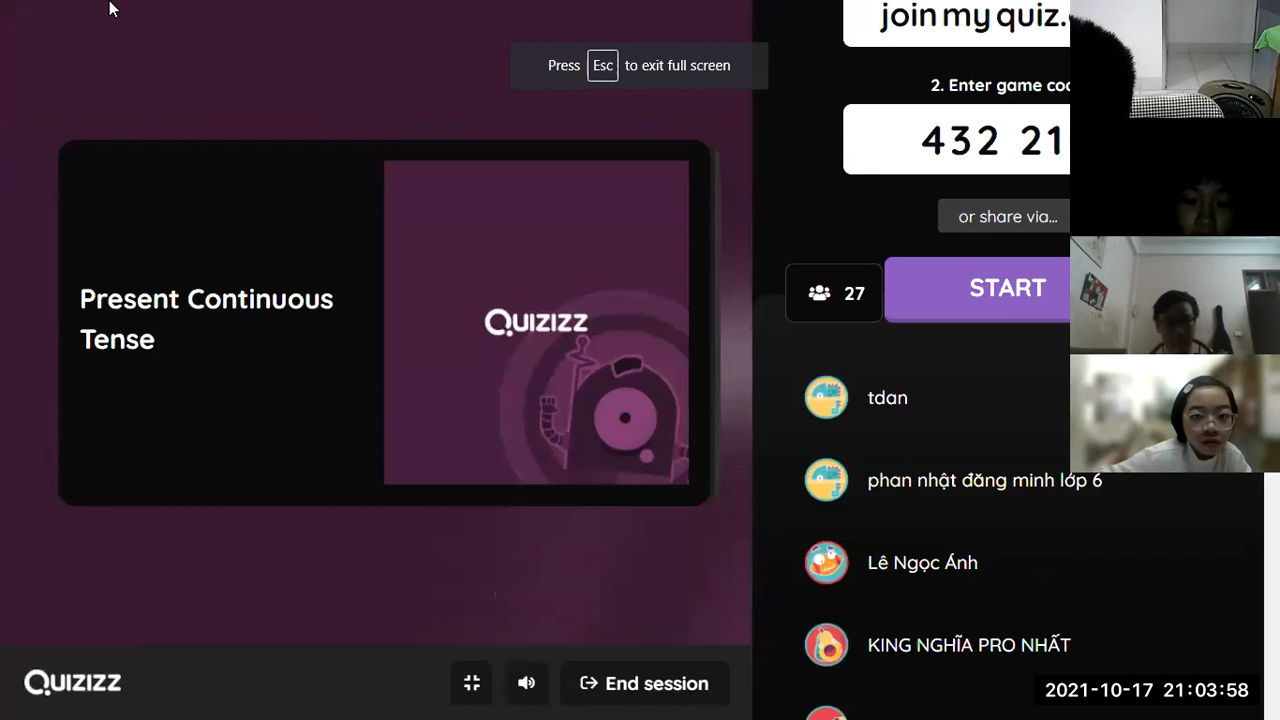 join my quiz.
Press Esc to exit full screen
2. Enter game
432 21
or share via...
Present Continuous
Tense
QUIZIZZ
27
START
tdan
phan nhật đăng minh lớp 6
Lê Ngọc Ánh
KING NGHĨA PRO NHẤT
QUIZIZZ
End session
2021-10-17 21:03:58